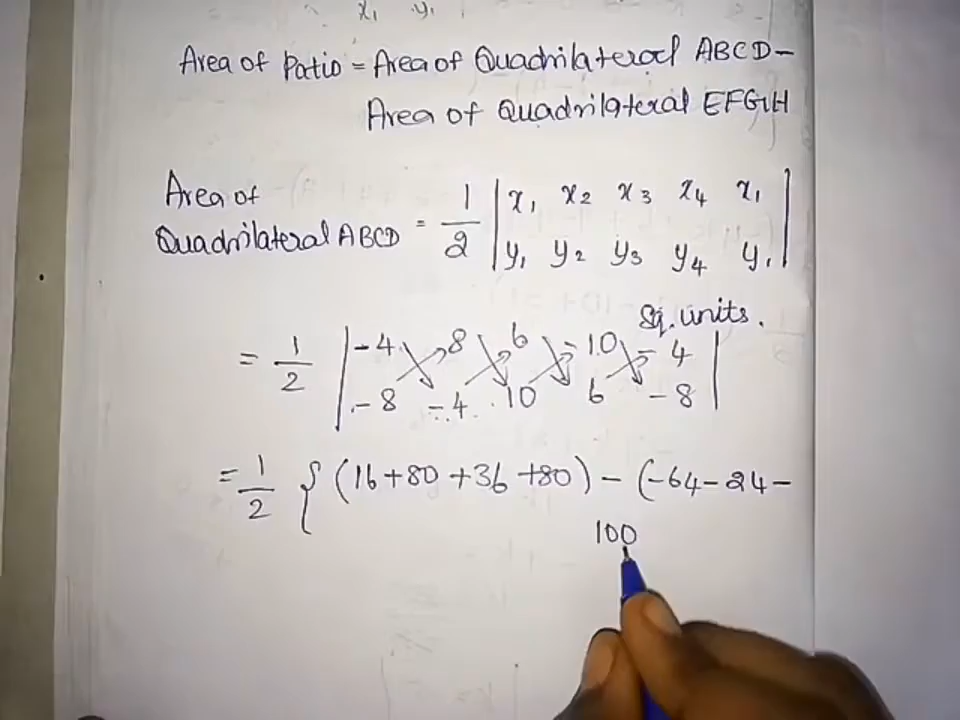 x₁ y₁
Area of Patio = Area of Quadrilateral ABCD −
Area of Quadrilateral EFGH
Area of
Quadrilateral ABCD = 1/2 | x₁ x₂ x₃ x₄ x₁ |
| y₁ y₂ y₃ y₄ y₁ |
Sq. units.
= 1/2 | -4 8 6 -10 -4 |
| -8 -4 10 6 -8 |
= 1/2 { (16+80+36+80) − (-64-24-
100